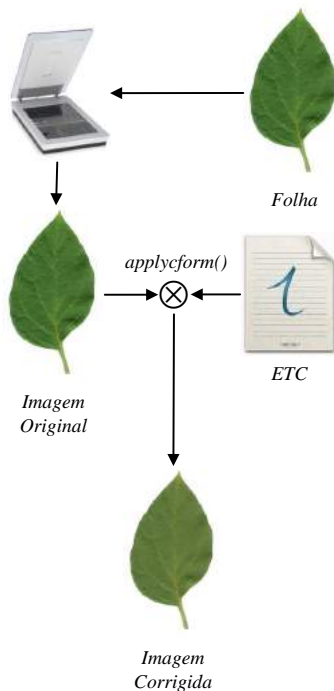 Folha
applycform()
ETC
Imagem
Original
Imagem
Corrigida